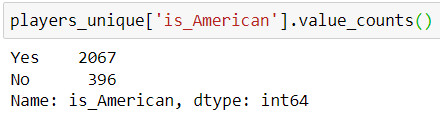 players_unique['is_American'].value_counts()
Yes    2067
No      396
Name: is_American, dtype: int64